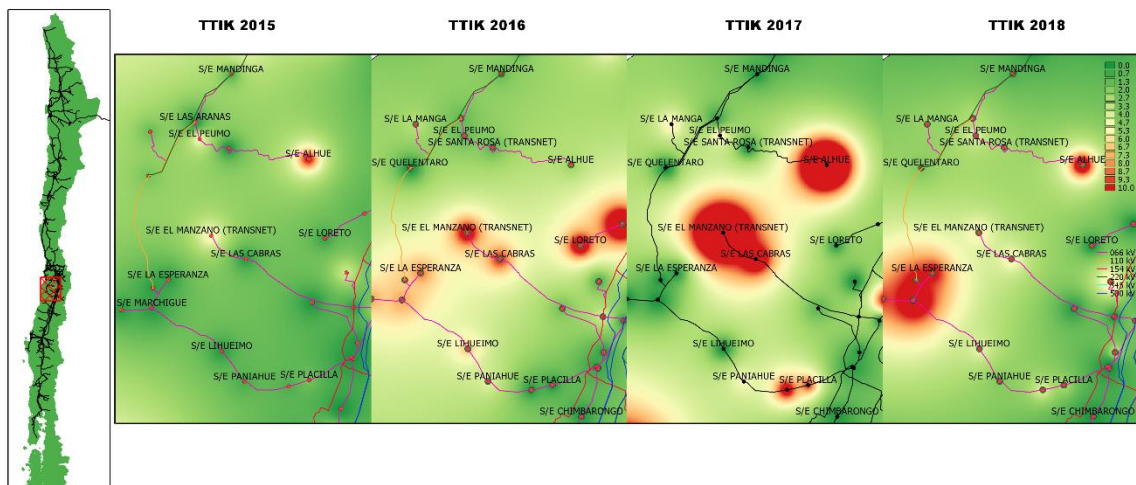 TTIK 2015
TTIK 2016
TTIK 2017
TTIK 2018
S/E LAS ARANAS
S/E EL PEUMO
S/E ALHUE
S/E EL MANZANO (TRANSNET)
S/E LORETO
S/E LAS CABRAS
S/E LA ESPERANZA
S/E MARCHIGUE
S/E LIHUEIMO
S/E PANIAHUE
S/E PLACILLA
S/E MANDINGA
S/E LA MANGA
S/E EL PEUMO
S/E SANTA ROSA (TRANSNET)
S/E ALHUE
S/E QUELENTARO
S/E EL MANZANO (TRANSNET)
S/E LORETO
S/E LAS CABRAS
S/E LA ESPERANZA
S/E LIHUEIMO
S/E PANIAHUE
S/E PLACILLA
S/E CHIMBARONGO
S/E MANDINGA
S/E LA MANGA
S/E EL PEUMO
S/E SANTA ROSA (TRANSNET)
S/E ALHUE
S/E QUELENTARO
S/E EL MANZANO (TRANSNET)
S/E LORETO
S/E LAS CABRAS
S/E LA ESPERANZA
S/E LIHUEIMO
S/E PANIAHUE
S/E PLACILLA
S/E CHIMBARONGO
S/E MANDINGA
S/E LA MANGA
S/E EL PEUMO
S/E SANTA ROSA (TRANSNET)
S/E ALHUE
S/E QUELENTARO
S/E EL MANZANO (TRANSNET)
S/E LORETO
S/E LAS CABRAS
S/E LA ESPERANZA
S/E LIHUEIMO
S/E PANIAHUE
S/E PLACILLA
S/E CHIMBARONGO
0.0
0.7
1.3
2.0
2.7
3.3
4.0
4.7
5.3
6.0
6.7
7.3
8.0
8.7
9.3
10.0
066 kV
110 kV
154 kV
220 kV
500 kV